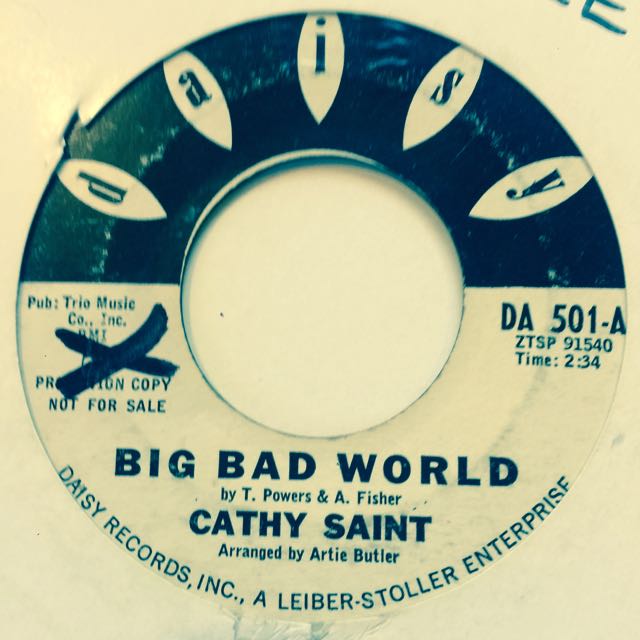 daisy
Pub: Trio Music
Co., Inc.
BMI
PROMOTION COPY
NOT FOR SALE
DA 501-A
ZTSP 91540
Time: 2:34
BIG BAD WORLD
by T. Powers & A. Fisher
CATHY SAINT
Arranged by Artie Butler
DAISY RECORDS, INC., A LEIBER-STOLLER ENTERPRISE